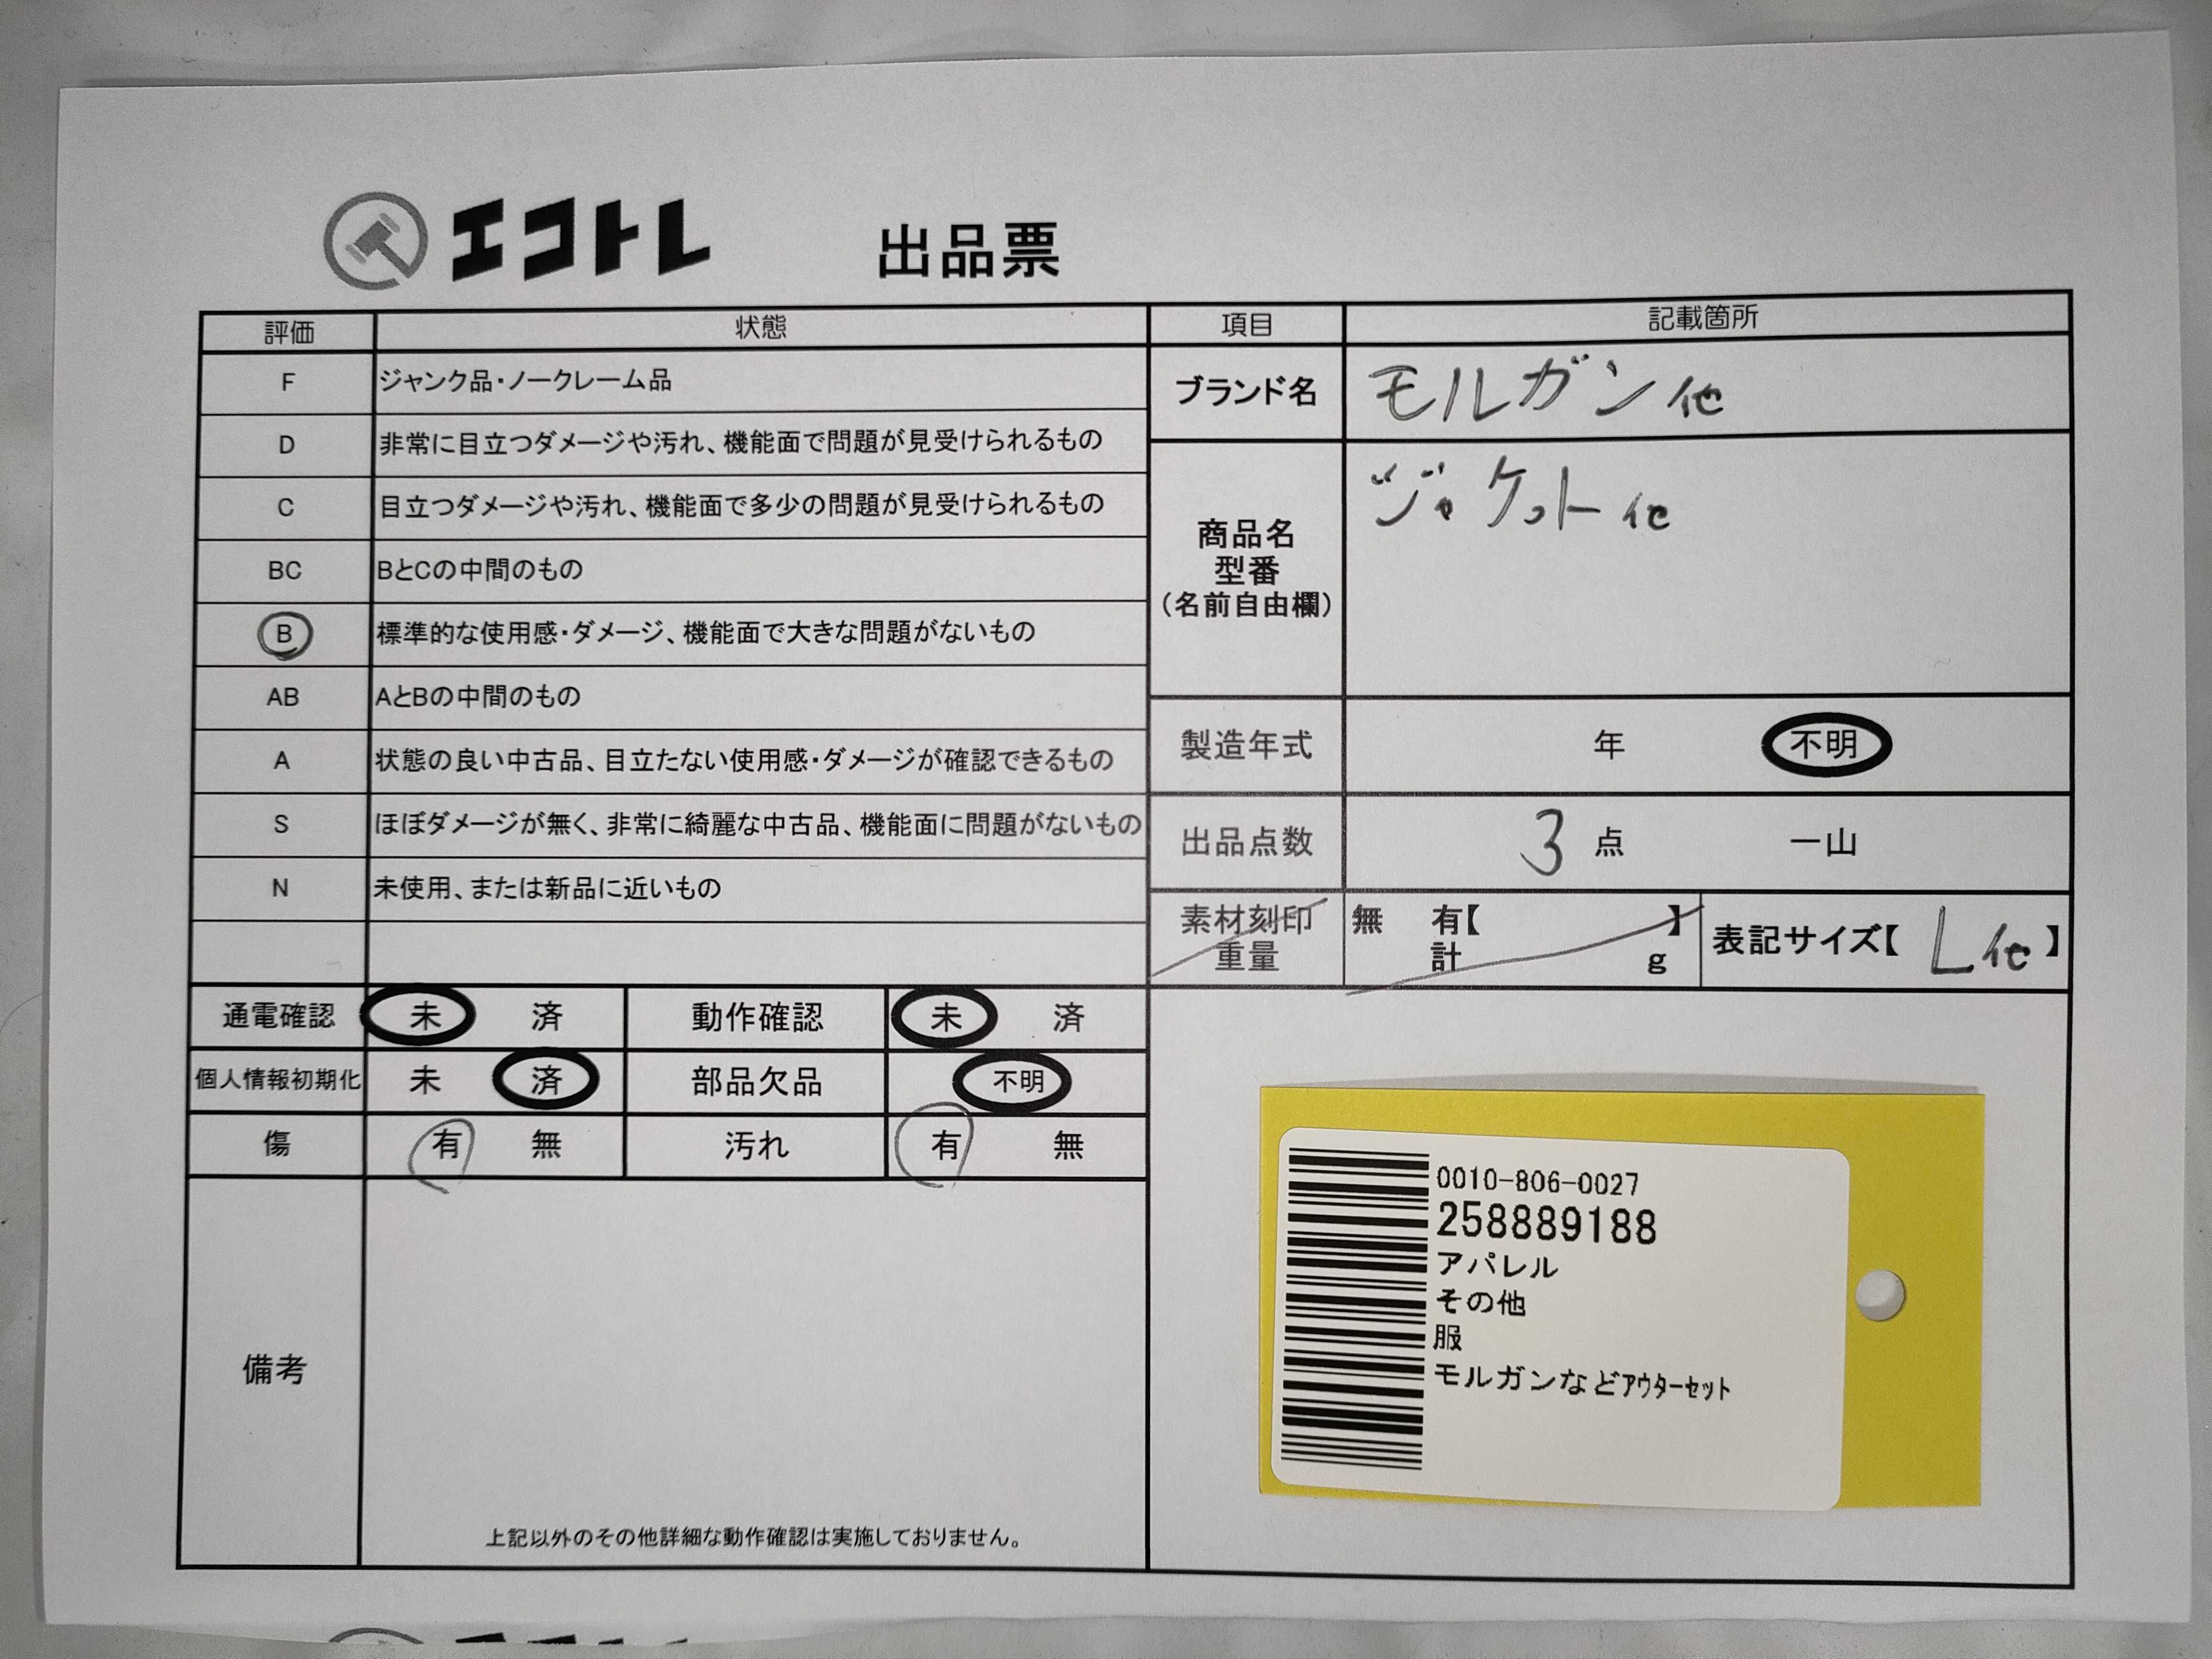 エコトレ 出品票
評価 状態
F ジャンク品・ノークレーム品
D 非常に目立つダメージや汚れ、機能面で問題が見受けられるもの
C 目立つダメージや汚れ、機能面で多少の問題が見受けられるもの
BC BとCの中間のもの
B 標準的な使用感・ダメージ、機能面で大きな問題がないもの
AB AとBの中間のもの
A 状態の良い中古品、目立たない使用感・ダメージが確認できるもの
S ほぼダメージが無く、非常に綺麗な中古品、機能面に問題がないもの
N 未使用、または新品に近いもの
通電確認 未 済 動作確認 未 済
個人情報初期化 未 済 部品欠品 不明
傷 有 無 汚れ 有 無
備考
上記以外のその他詳細な動作確認は実施しておりません。
項目 記載箇所
ブランド名 モルガン他
商品名
型番
(名前自由欄)
ジャケット他
製造年式 年 不明
出品点数 3 点 一山
素材刻印 無 有【 】
重量 計 g
表記サイズ【 L他 】
0010-806-0027
258889188
アパレル
その他
服
モルガンなどｱｳﾀｰｾｯﾄ